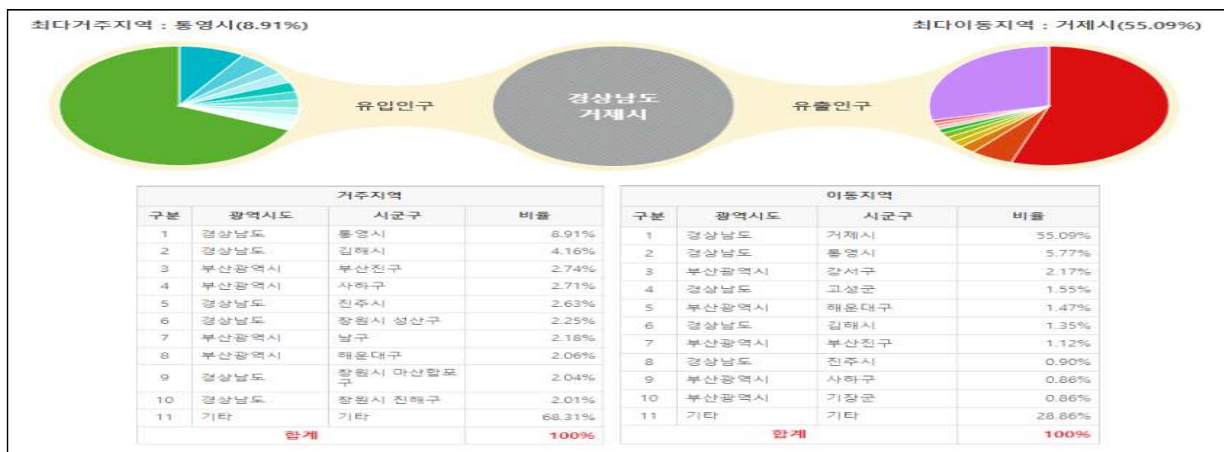 최다거주지역 : 통영시(8.91%)
최다이동지역 : 거제시(55.09%)
유입인구
경상남도
거제시
유출인구
거주지역
구분 광역시도 시군구 비율
1 경상남도 통영시 8.91%
2 경상남도 김해시 4.16%
3 부산광역시 부산진구 2.74%
4 부산광역시 사하구 2.71%
5 경상남도 진주시 2.63%
6 경상남도 창원시 성산구 2.25%
7 부산광역시 남구 2.18%
8 부산광역시 해운대구 2.06%
9 경상남도 창원시 마산합포구 2.04%
10 경상남도 창원시 진해구 2.01%
11 기타 기타 68.31%
합계 100%
이동지역
구분 광역시도 시군구 비율
1 경상남도 거제시 55.09%
2 경상남도 통영시 5.77%
3 부산광역시 강서구 2.17%
4 경상남도 고성군 1.55%
5 부산광역시 해운대구 1.47%
6 경상남도 김해시 1.35%
7 부산광역시 부산진구 1.12%
8 경상남도 진주시 0.90%
9 부산광역시 사하구 0.86%
10 부산광역시 기장군 0.86%
11 기타 기타 28.86%
합계 100%